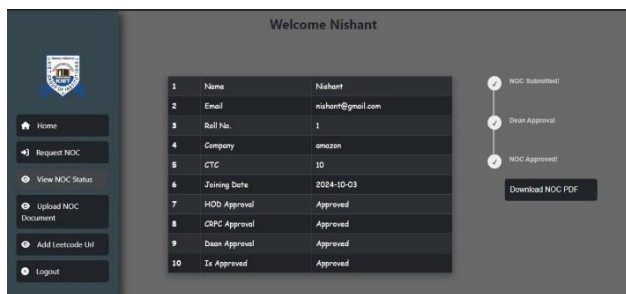 Welcome Nishant
KIET
Home
Request NOC
View NOC Status
Upload NOC
Document
Add Leetcode Url
Logout
1 Name Nishant
2 Email nishant@gmail.com
3 Roll No. 1
4 Company amazon
5 CTC 10
6 Joining Date 2024-10-03
7 HOD Approval Approved
8 CRPC Approval Approved
9 Dean Approval Approved
10 Is Approved Approved
NOC Submitted!
Dean Approval
NOC Approved!
Download NOC PDF